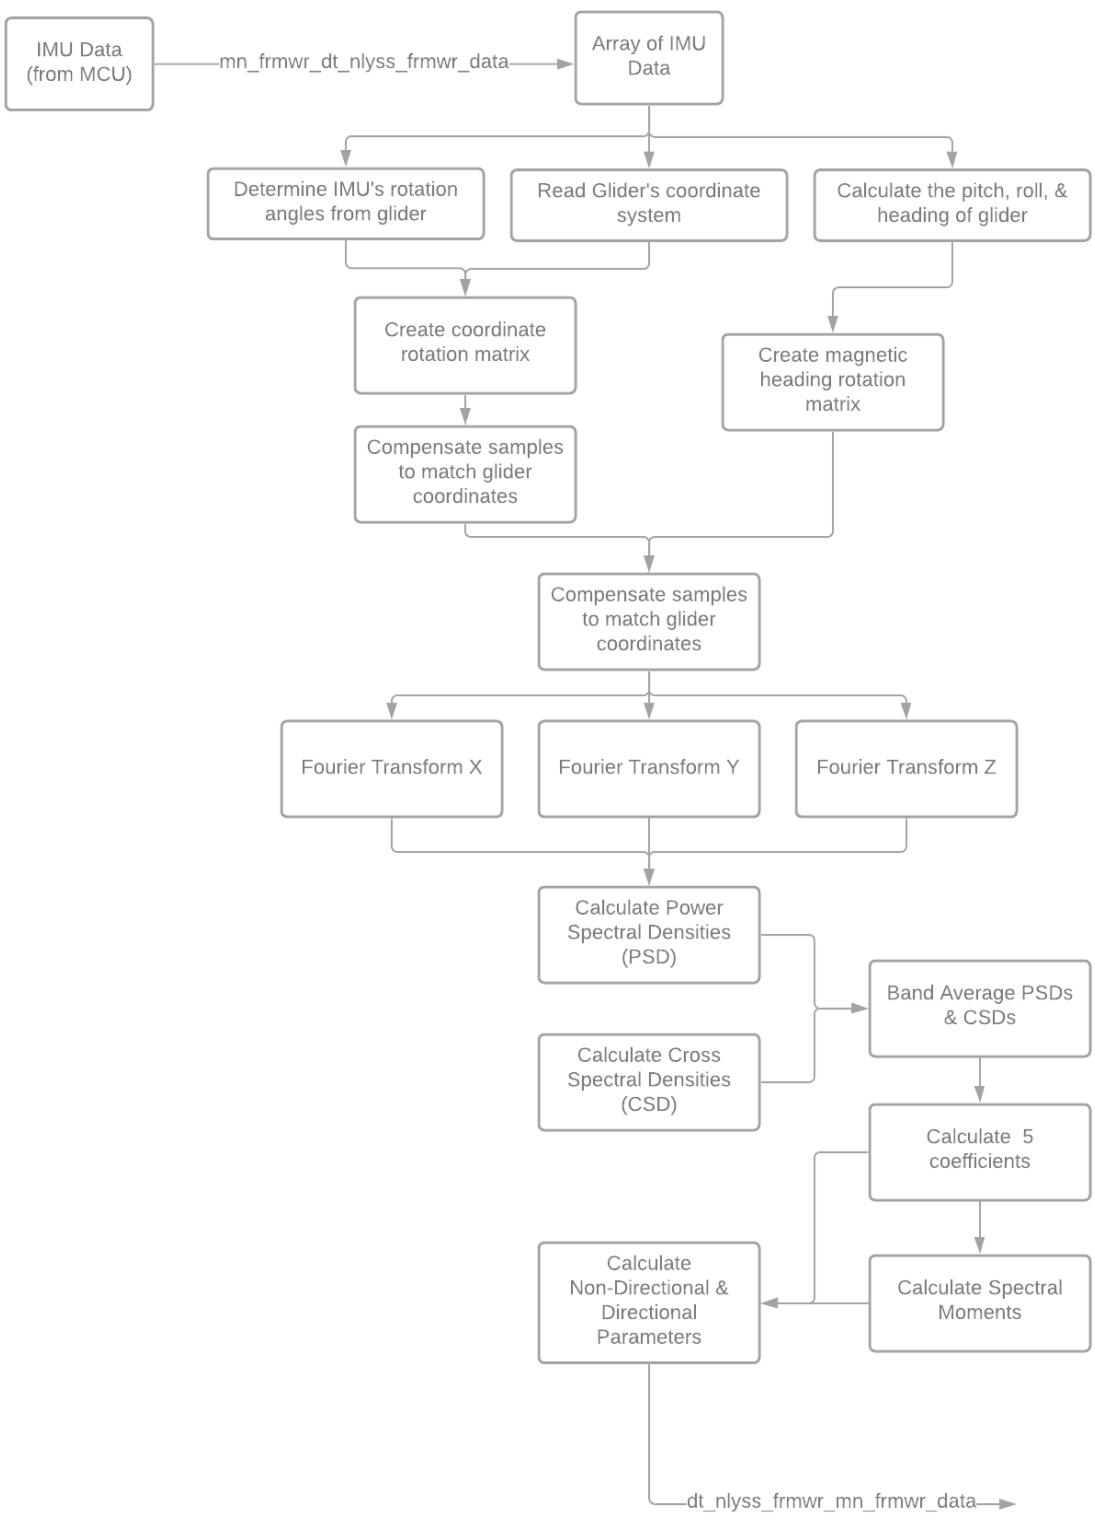 IMU Data
(from MCU)
mn_frmwr_dt_nlyss_frmwr_data
Array of IMU
Data
Determine IMU's rotation
angles from glider
Read Glider's coordinate
system
Calculate the pitch, roll, &
heading of glider
Create coordinate
rotation matrix
Create magnetic
heading rotation
matrix
Compensate samples
to match glider
coordinates
Compensate samples
to match glider
coordinates
Fourier Transform X
Fourier Transform Y
Fourier Transform Z
Calculate Power
Spectral Densities
(PSD)
Band Average PSDs
& CSDs
Calculate Cross
Spectral Densities
(CSD)
Calculate 5
coefficients
Calculate
Non-Directional &
Directional
Parameters
Calculate Spectral
Moments
dt_nlyss_frmwr_mn_frmwr_data